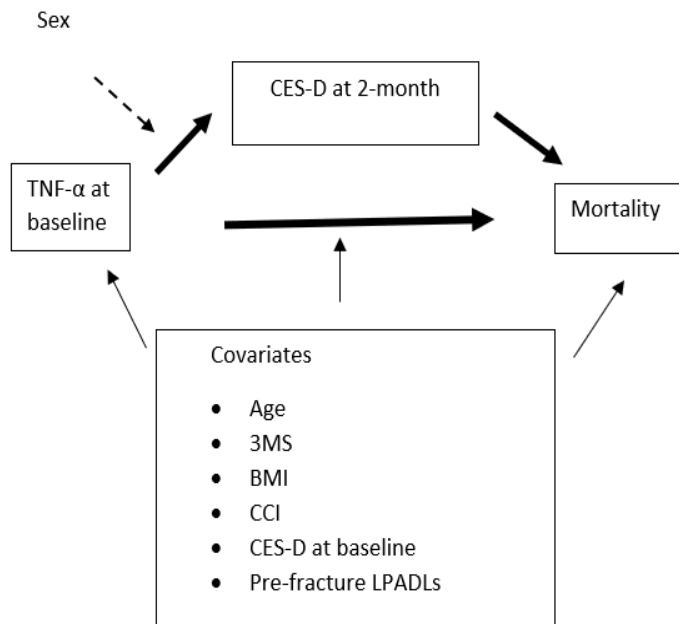 Sex
CES-D at 2-month
TNF-α at
baseline
Mortality
Covariates
• Age
• 3MS
• BMI
• CCI
• CES-D at baseline
• Pre-fracture LPADLs